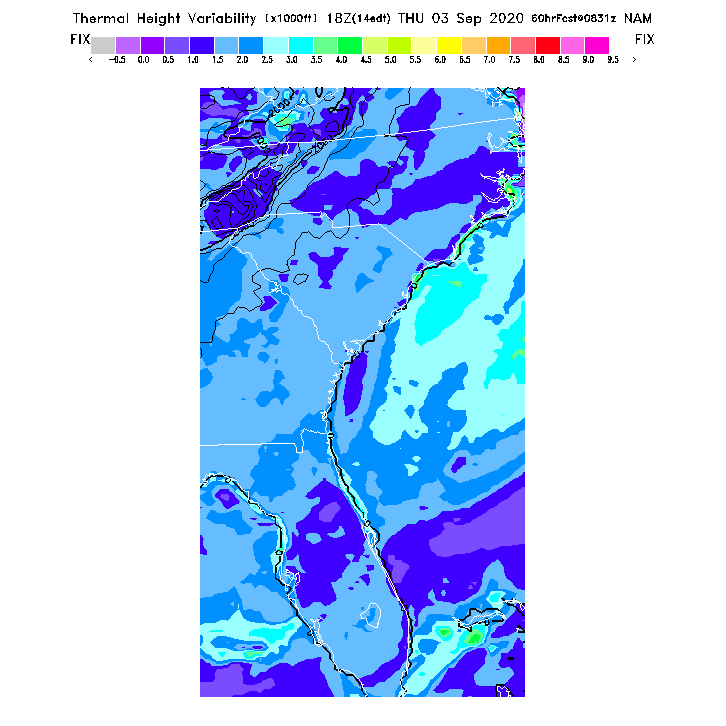 Thermal Height Variability [x1000ft] 18Z(14edt) THU 03 Sep 2020 60hrFcst@0831z NAM
FIX FIX
< -0.5 0.0 0.5 1.0 1.5 2.0 2.5 3.0 3.5 4.0 4.5 5.0 5.5 6.0 6.5 7.0 7.5 8.0 8.5 9.0 9.5 >
2000